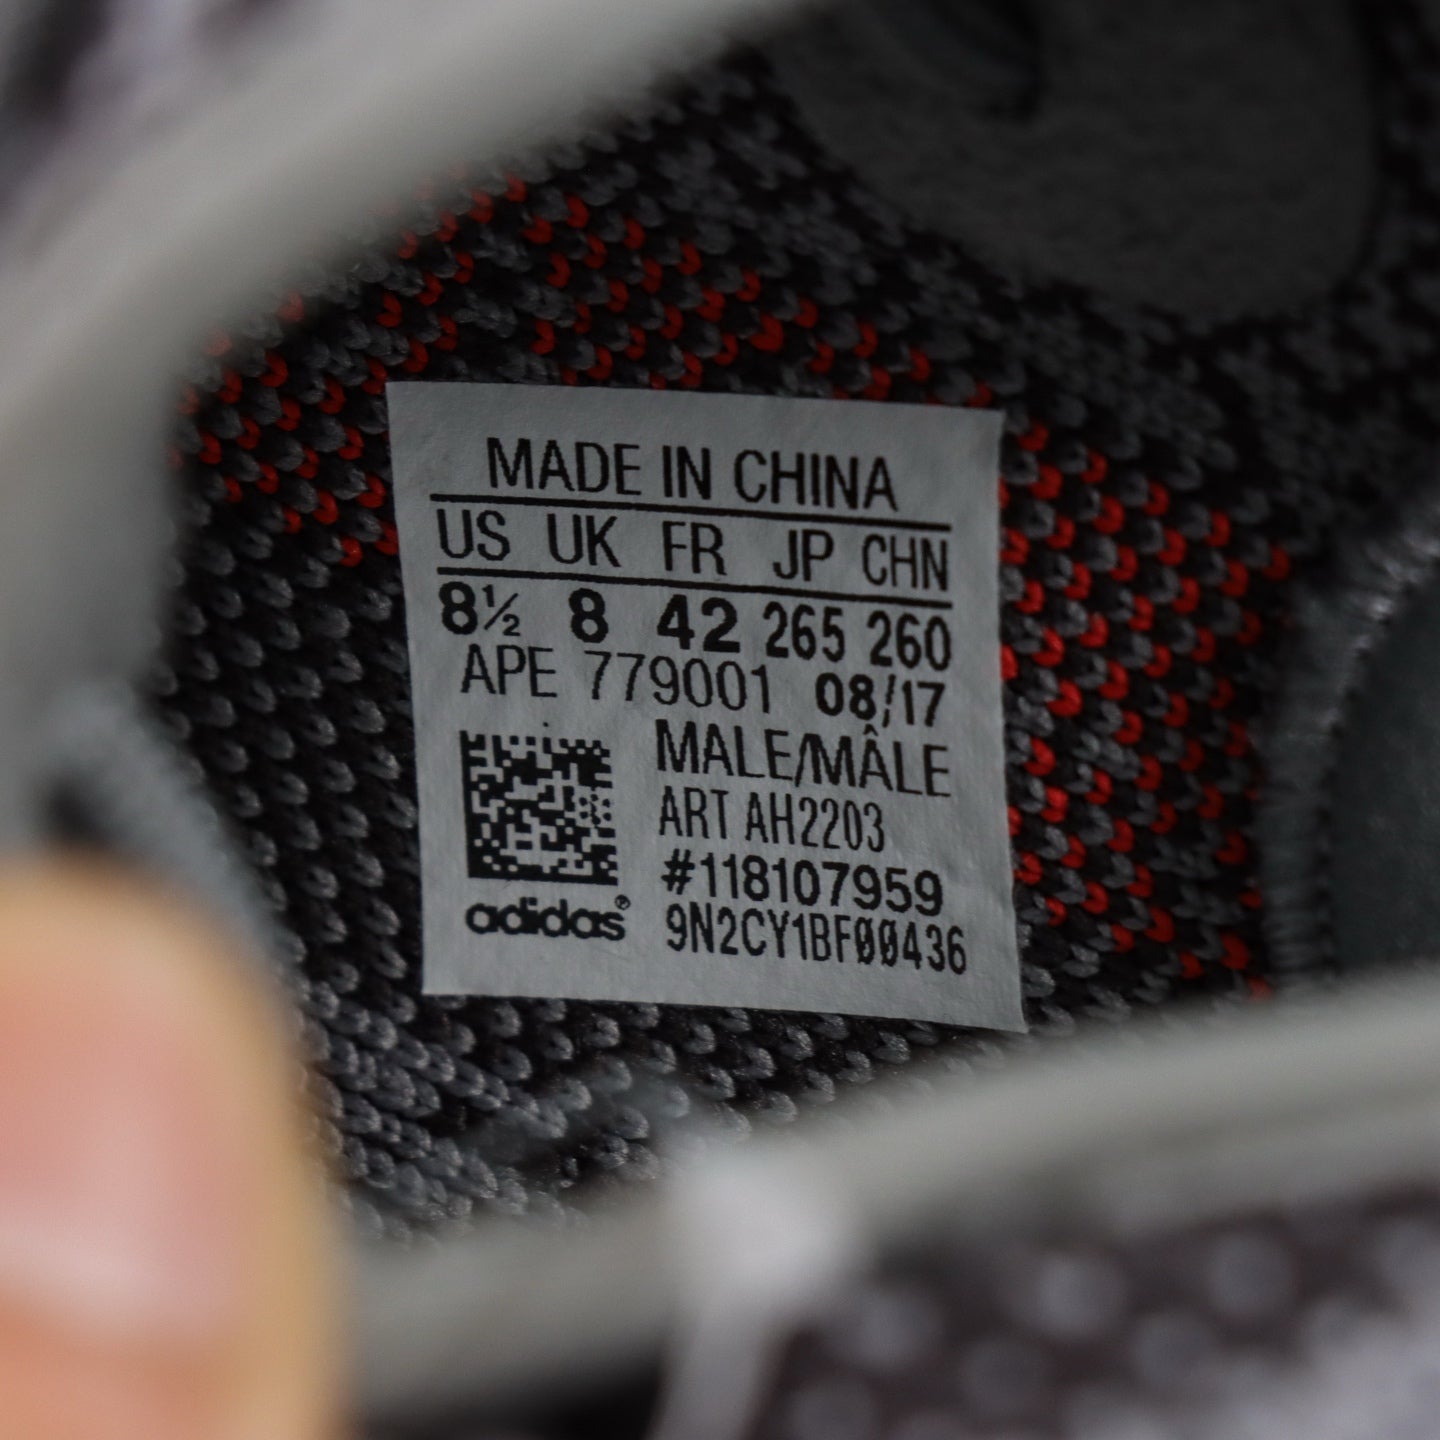 MADE IN CHINA
US UK FR JP CHN
8½ 8 42 265 260
APE 779001 08/17
MALE/MÂLE
ART AH2203
#118107959
adidas® 9N2CY1BF00436